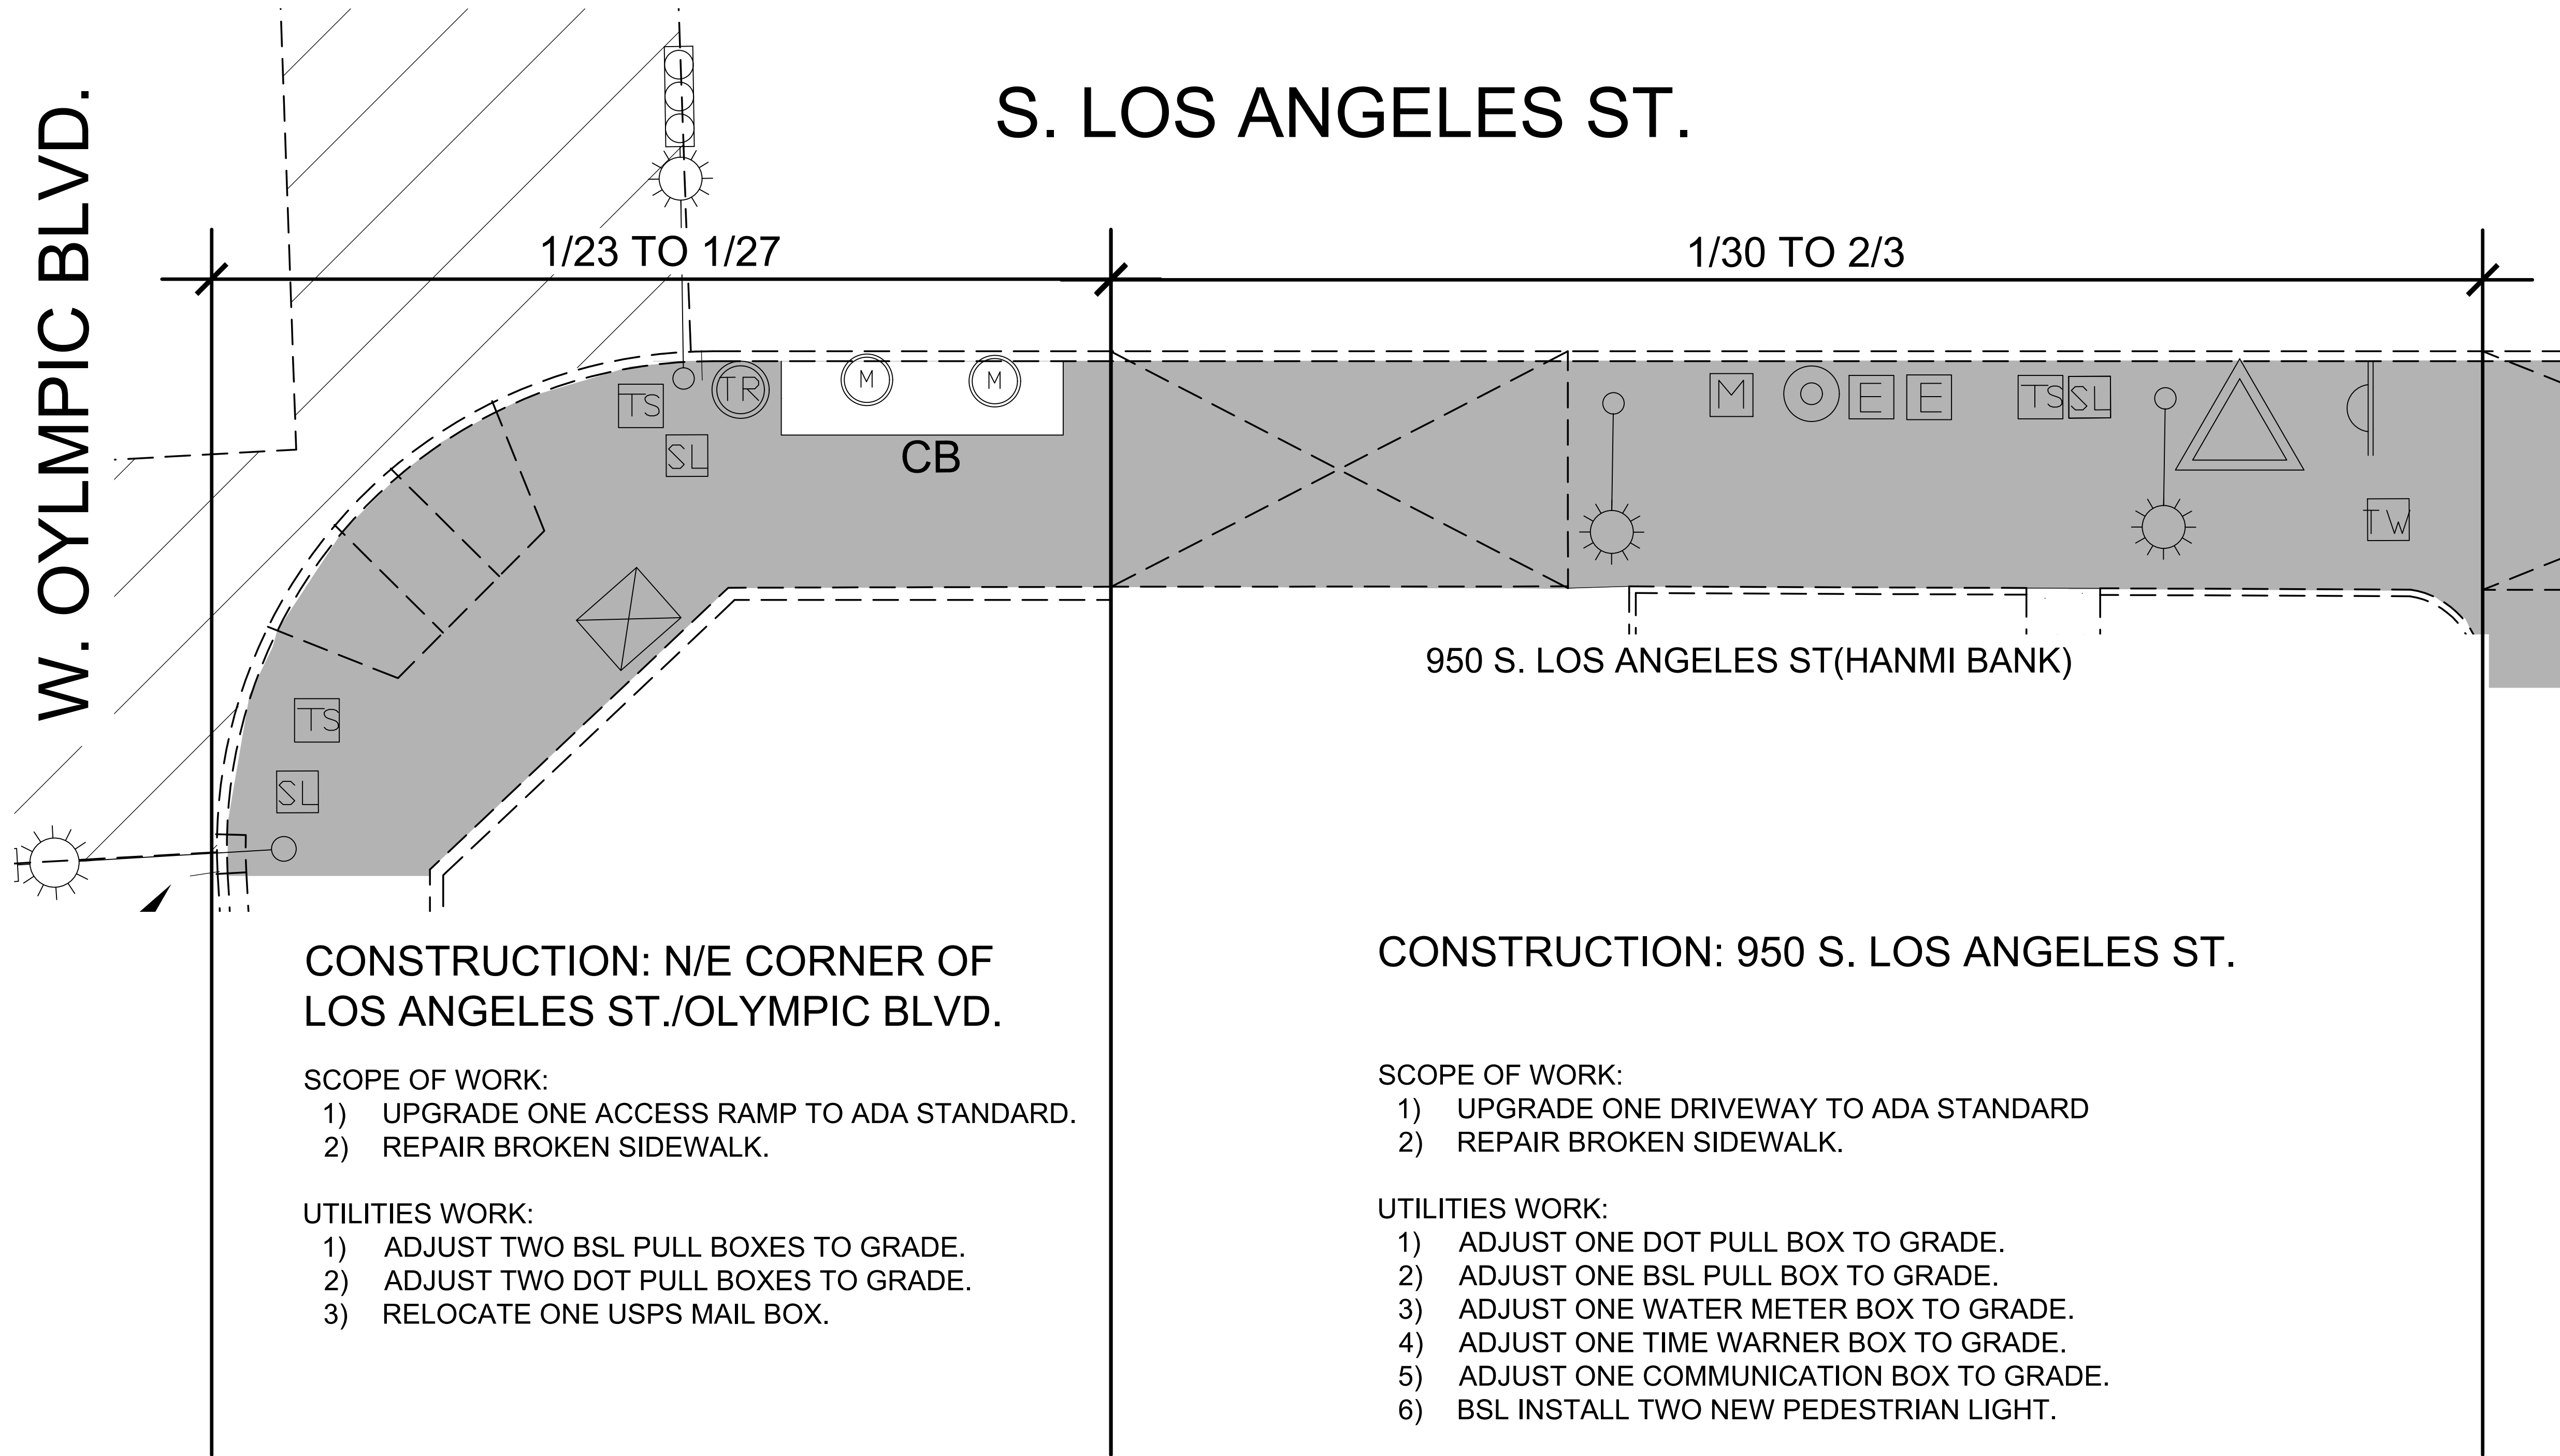 W. OYLMPIC BLVD.
S. LOS ANGELES ST.
1/23 TO 1/27
1/30 TO 2/3
TS
TR
M
M
SL
CB
M
E
E
TS
SL
TW
TS
SL
950 S. LOS ANGELES ST(HANMI BANK)
CONSTRUCTION: N/E CORNER OF
LOS ANGELES ST./OLYMPIC BLVD.
SCOPE OF WORK:
1) UPGRADE ONE ACCESS RAMP TO ADA STANDARD.
2) REPAIR BROKEN SIDEWALK.
UTILITIES WORK:
1) ADJUST TWO BSL PULL BOXES TO GRADE.
2) ADJUST TWO DOT PULL BOXES TO GRADE.
3) RELOCATE ONE USPS MAIL BOX.
CONSTRUCTION: 950 S. LOS ANGELES ST.
SCOPE OF WORK:
1) UPGRADE ONE DRIVEWAY TO ADA STANDARD
2) REPAIR BROKEN SIDEWALK.
UTILITIES WORK:
1) ADJUST ONE DOT PULL BOX TO GRADE.
2) ADJUST ONE BSL PULL BOX TO GRADE.
3) ADJUST ONE WATER METER BOX TO GRADE.
4) ADJUST ONE TIME WARNER BOX TO GRADE.
5) ADJUST ONE COMMUNICATION BOX TO GRADE.
6) BSL INSTALL TWO NEW PEDESTRIAN LIGHT.